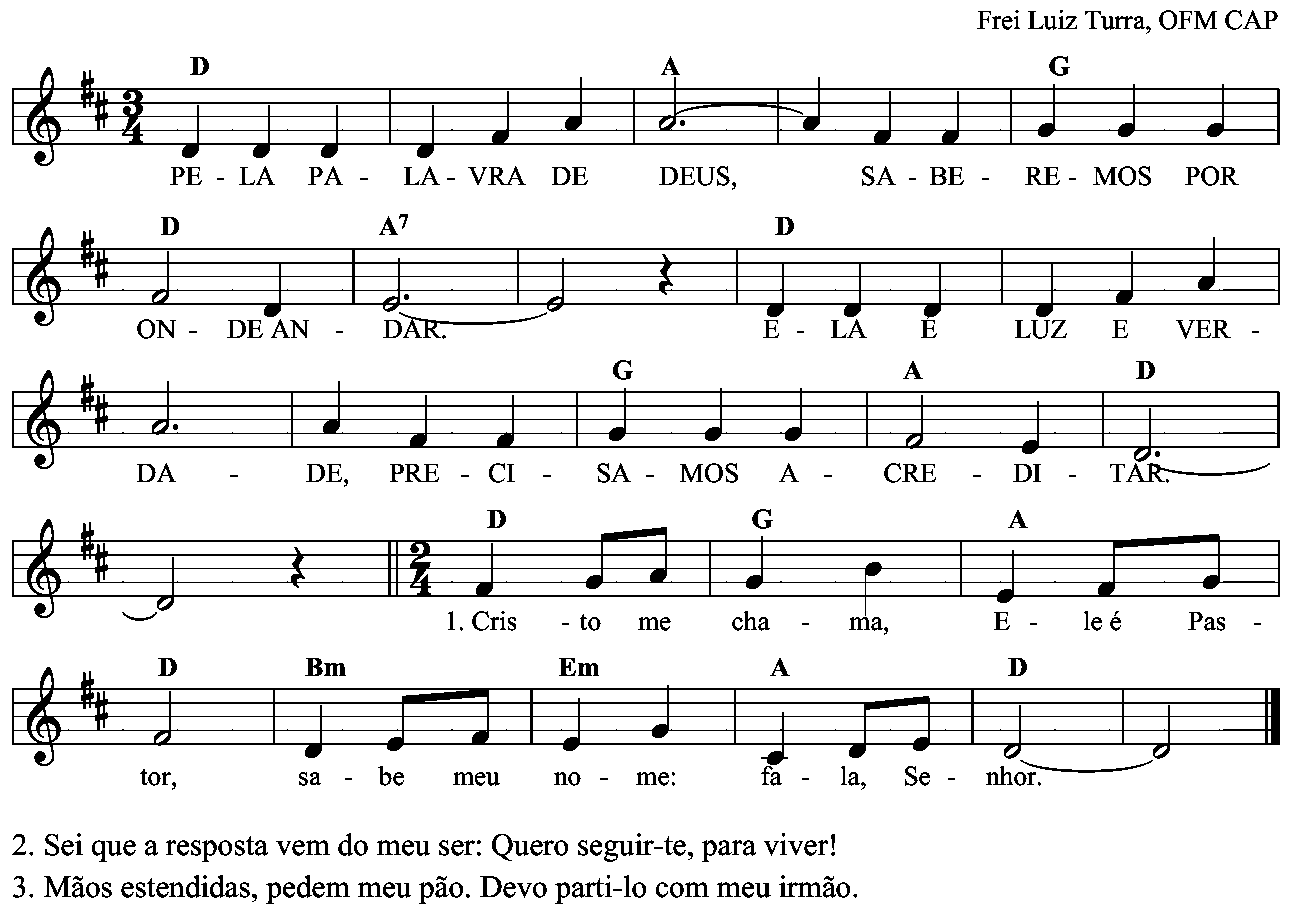 Frei Luiz Turra, OFM CAP
D A G
3
4
PE - LA PA - LA - VRA DE DEUS, SA - BE - RE - MOS POR
D A7 D
ON - DE AN - DAR. E - LA É LUZ E VER -
G A D
DA - DE, PRE - CI - SA - MOS A - CRE - DI - TAR.
D G A
2
4
1. Cris - to me cha - ma, E - le é Pas -
D Bm Em A D
tor, sa - be meu no - me: fa - la, Se - nhor.
2. Sei que a resposta vem do meu ser: Quero seguir-te, para viver!
3. Mãos estendidas, pedem meu pão. Devo parti-lo com meu irmão.